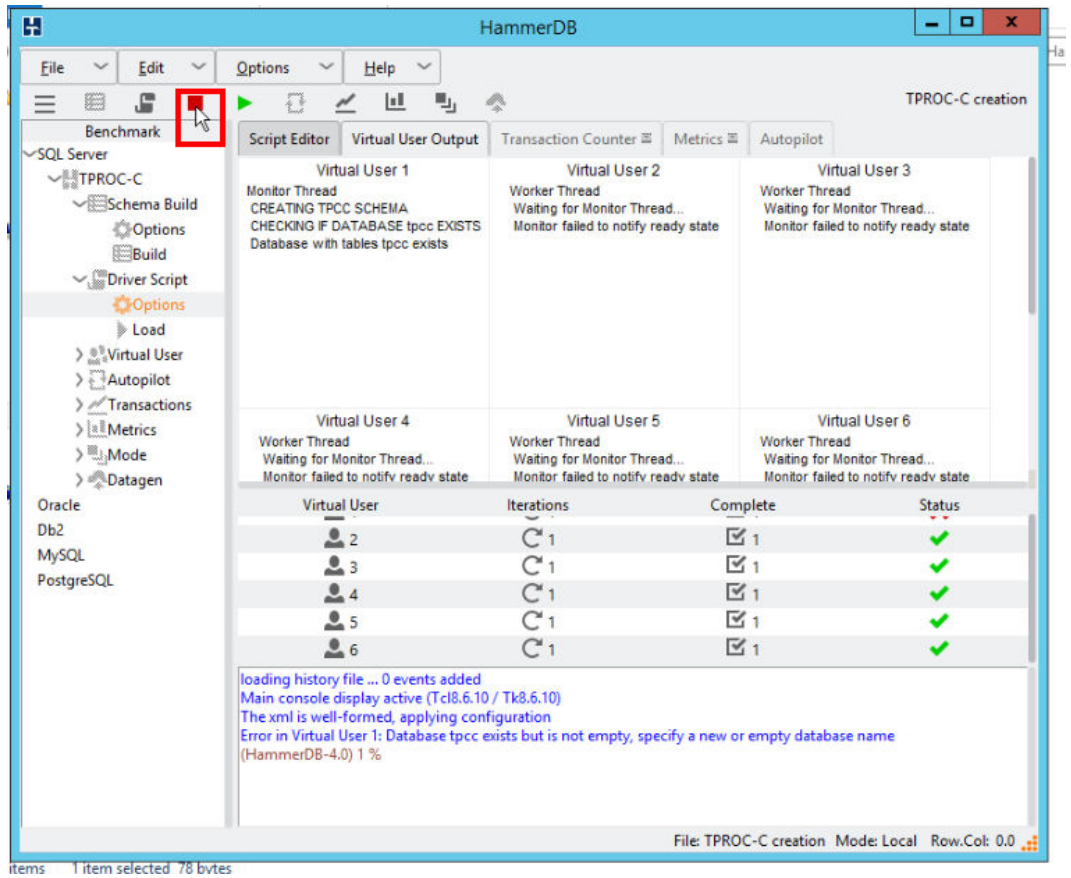 HammerDB
Ha
File Edit Options Help
TPROC-C creation
Benchmark
Script Editor Virtual User Output Transaction Counter Metrics Autopilot
SQL Server
TPROC-C
Schema Build
Options
Build
Driver Script
Options
Load
Virtual User
Autopilot
Transactions
Metrics
Mode
Datagen
Oracle
Db2
MySQL
PostgreSQL
Virtual User 1
Monitor Thread
CREATING TPCC SCHEMA
CHECKING IF DATABASE tpcc EXISTS
Database with tables tpcc exists
Virtual User 2
Worker Thread
Waiting for Monitor Thread...
Monitor failed to notify ready state
Virtual User 3
Worker Thread
Waiting for Monitor Thread...
Monitor failed to notify ready state
Virtual User 4
Worker Thread
Waiting for Monitor Thread...
Monitor failed to notify ready state
Virtual User 5
Worker Thread
Waiting for Monitor Thread...
Monitor failed to notify ready state
Virtual User 6
Worker Thread
Waiting for Monitor Thread...
Monitor failed to notify ready state
Virtual User Iterations Complete Status
2 1 1
3 1 1
4 1 1
5 1 1
6 1 1
loading history file ... 0 events added
Main console display active (Tcl8.6.10 / Tk8.6.10)
The xml is well-formed, applying configuration
Error in Virtual User 1: Database tpcc exists but is not empty, specify a new or empty database name
(HammerDB-4.0) 1 %
File: TPROC-C creation Mode: Local Row.Col: 0.0
items 1 item selected 78 bytes